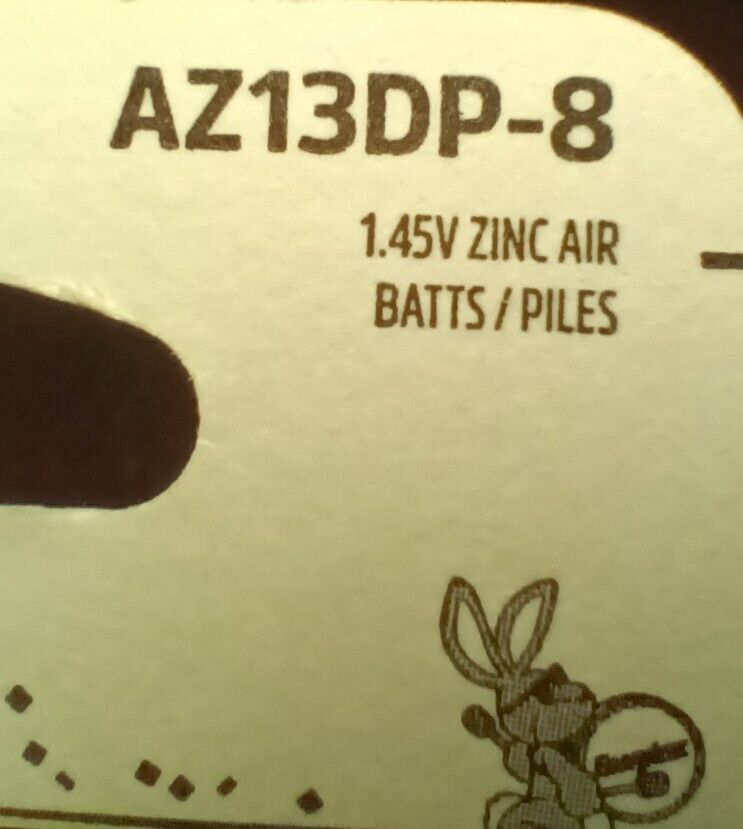 AZ13DP-8
1.45V ZINC AIR
BATTS / PILES